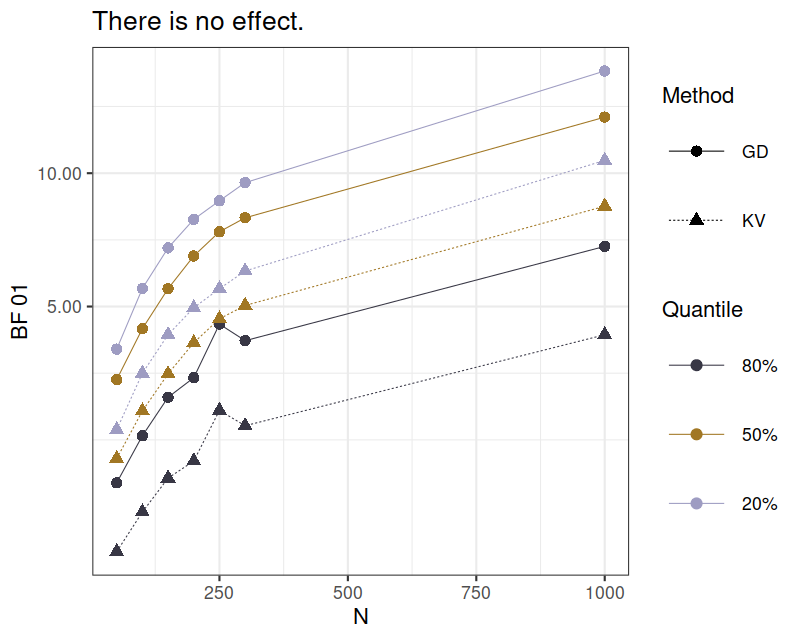 There is no effect.
BF 01
10.00
5.00
250
500
750
1000
N
Method
GD
KV
Quantile
80%
50%
20%